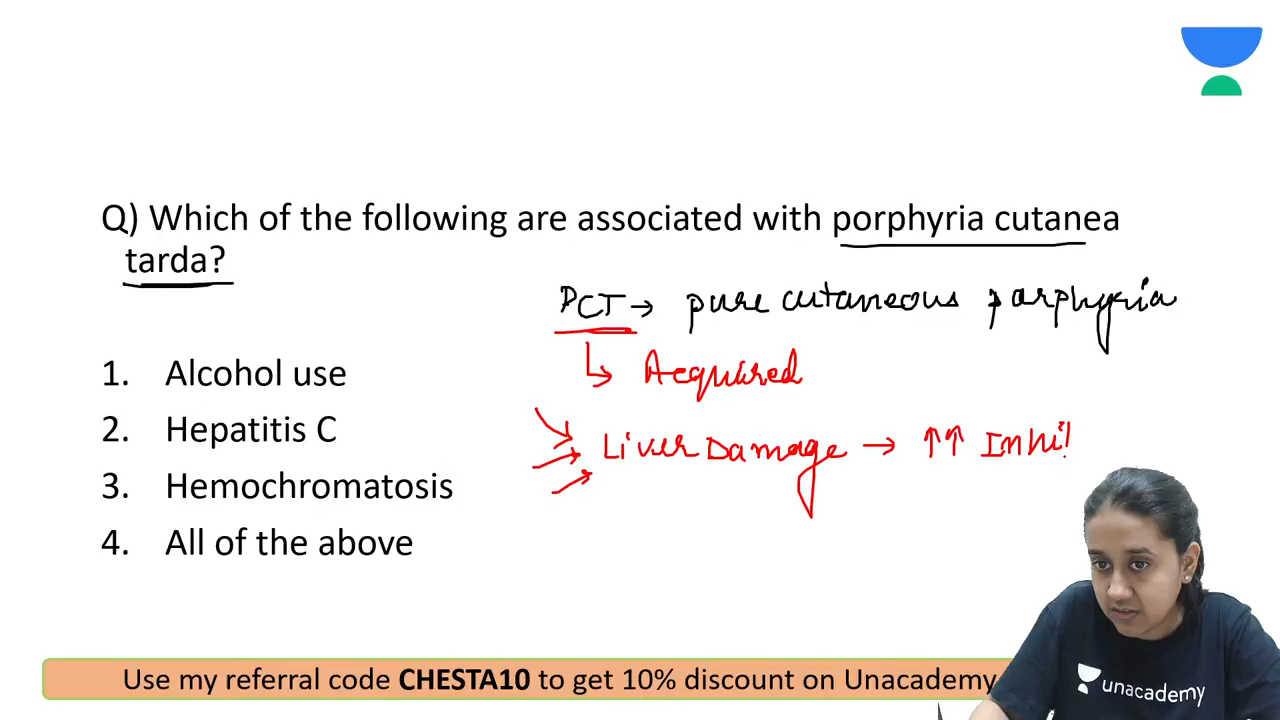 Q) Which of the following are associated with porphyria cutanea
tarda?
PCT → pure cutaneous porphyria
1. Alcohol use
↳ Acquired
2. Hepatitis C
Liver Damage → ↑↑ Inhi
3. Hemochromatosis
4. All of the above
Use my referral code CHESTA10 to get 10% discount on Unacademy
unacademy